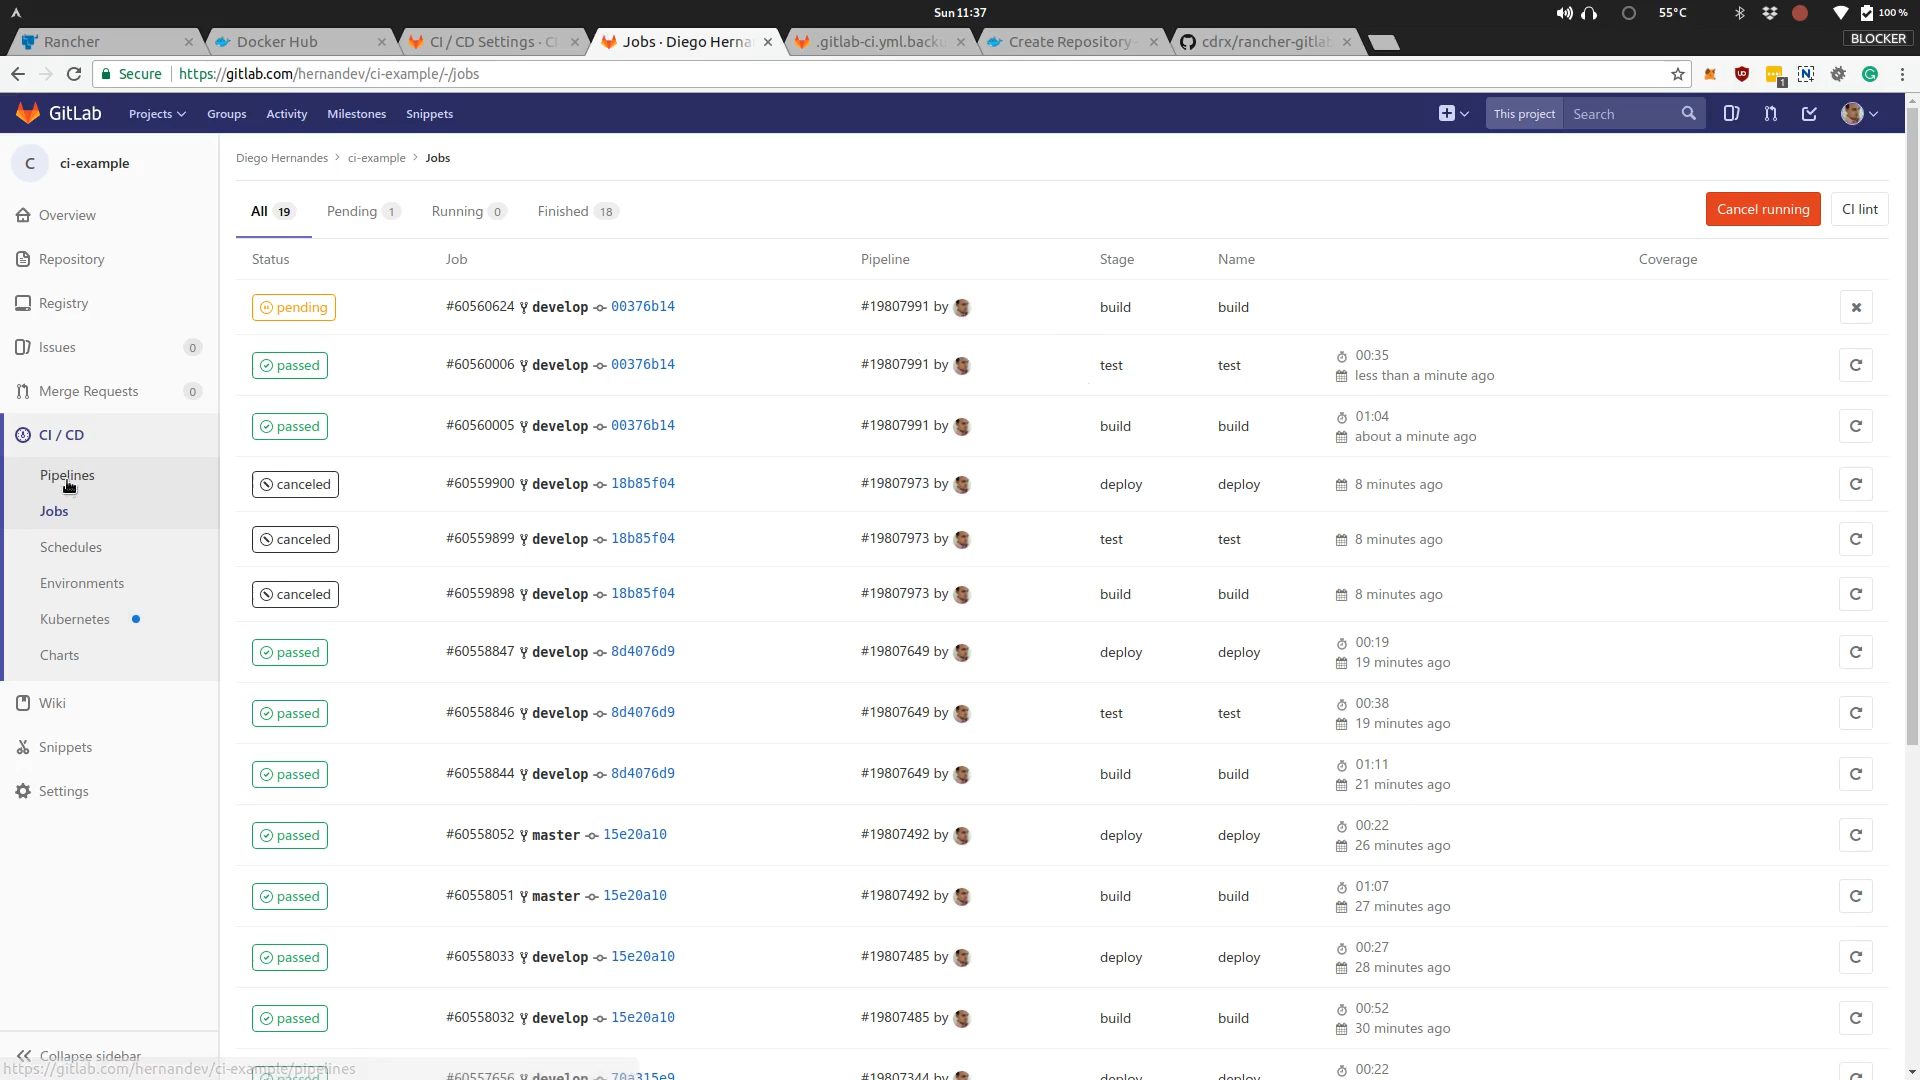 Sun 11:37
55°C
100 %
Rancher
Docker Hub
CI / CD Settings · CI
Jobs · Diego Herna
.gitlab-ci.yml.backu
Create Repository ·
cdrx/rancher-gitlab
BLOCKER
Secure
https://gitlab.com/hernandev/ci-example/-/jobs
1
GitLab
Projects
Groups
Activity
Milestones
Snippets
This project
Search
C
ci-example
Overview
Repository
Registry
Issues 0
Merge Requests 0
CI / CD
Pipelines
Jobs
Schedules
Environments
Kubernetes
Charts
Wiki
Snippets
Settings
Collapse sidebar
https://gitlab.com/hernandev/ci-example/pipelines
Diego Hernandes > ci-example > Jobs
All 19
Pending 1
Running 0
Finished 18
Cancel running
CI lint
Status Job Pipeline Stage Name Coverage
pending #60560624 develop 00376b14 #19807991 by build build
passed #60560006 develop 00376b14 #19807991 by test test 00:35
less than a minute ago
passed #60560005 develop 00376b14 #19807991 by build build 01:04
about a minute ago
canceled #60559900 develop 18b85f04 #19807973 by deploy deploy 8 minutes ago
canceled #60559899 develop 18b85f04 #19807973 by test test 8 minutes ago
canceled #60559898 develop 18b85f04 #19807973 by build build 8 minutes ago
passed #60558847 develop 8d4076d9 #19807649 by deploy deploy 00:19
19 minutes ago
passed #60558846 develop 8d4076d9 #19807649 by test test 00:38
19 minutes ago
passed #60558844 develop 8d4076d9 #19807649 by build build 01:11
21 minutes ago
passed #60558052 master 15e20a10 #19807492 by deploy deploy 00:22
26 minutes ago
passed #60558051 master 15e20a10 #19807492 by build build 01:07
27 minutes ago
passed #60558033 develop 15e20a10 #19807485 by deploy deploy 00:27
28 minutes ago
passed #60558032 develop 15e20a10 #19807485 by build build 00:52
30 minutes ago
passed #60557656 develop 70a315e9 #19807344 by deploy deploy 00:22